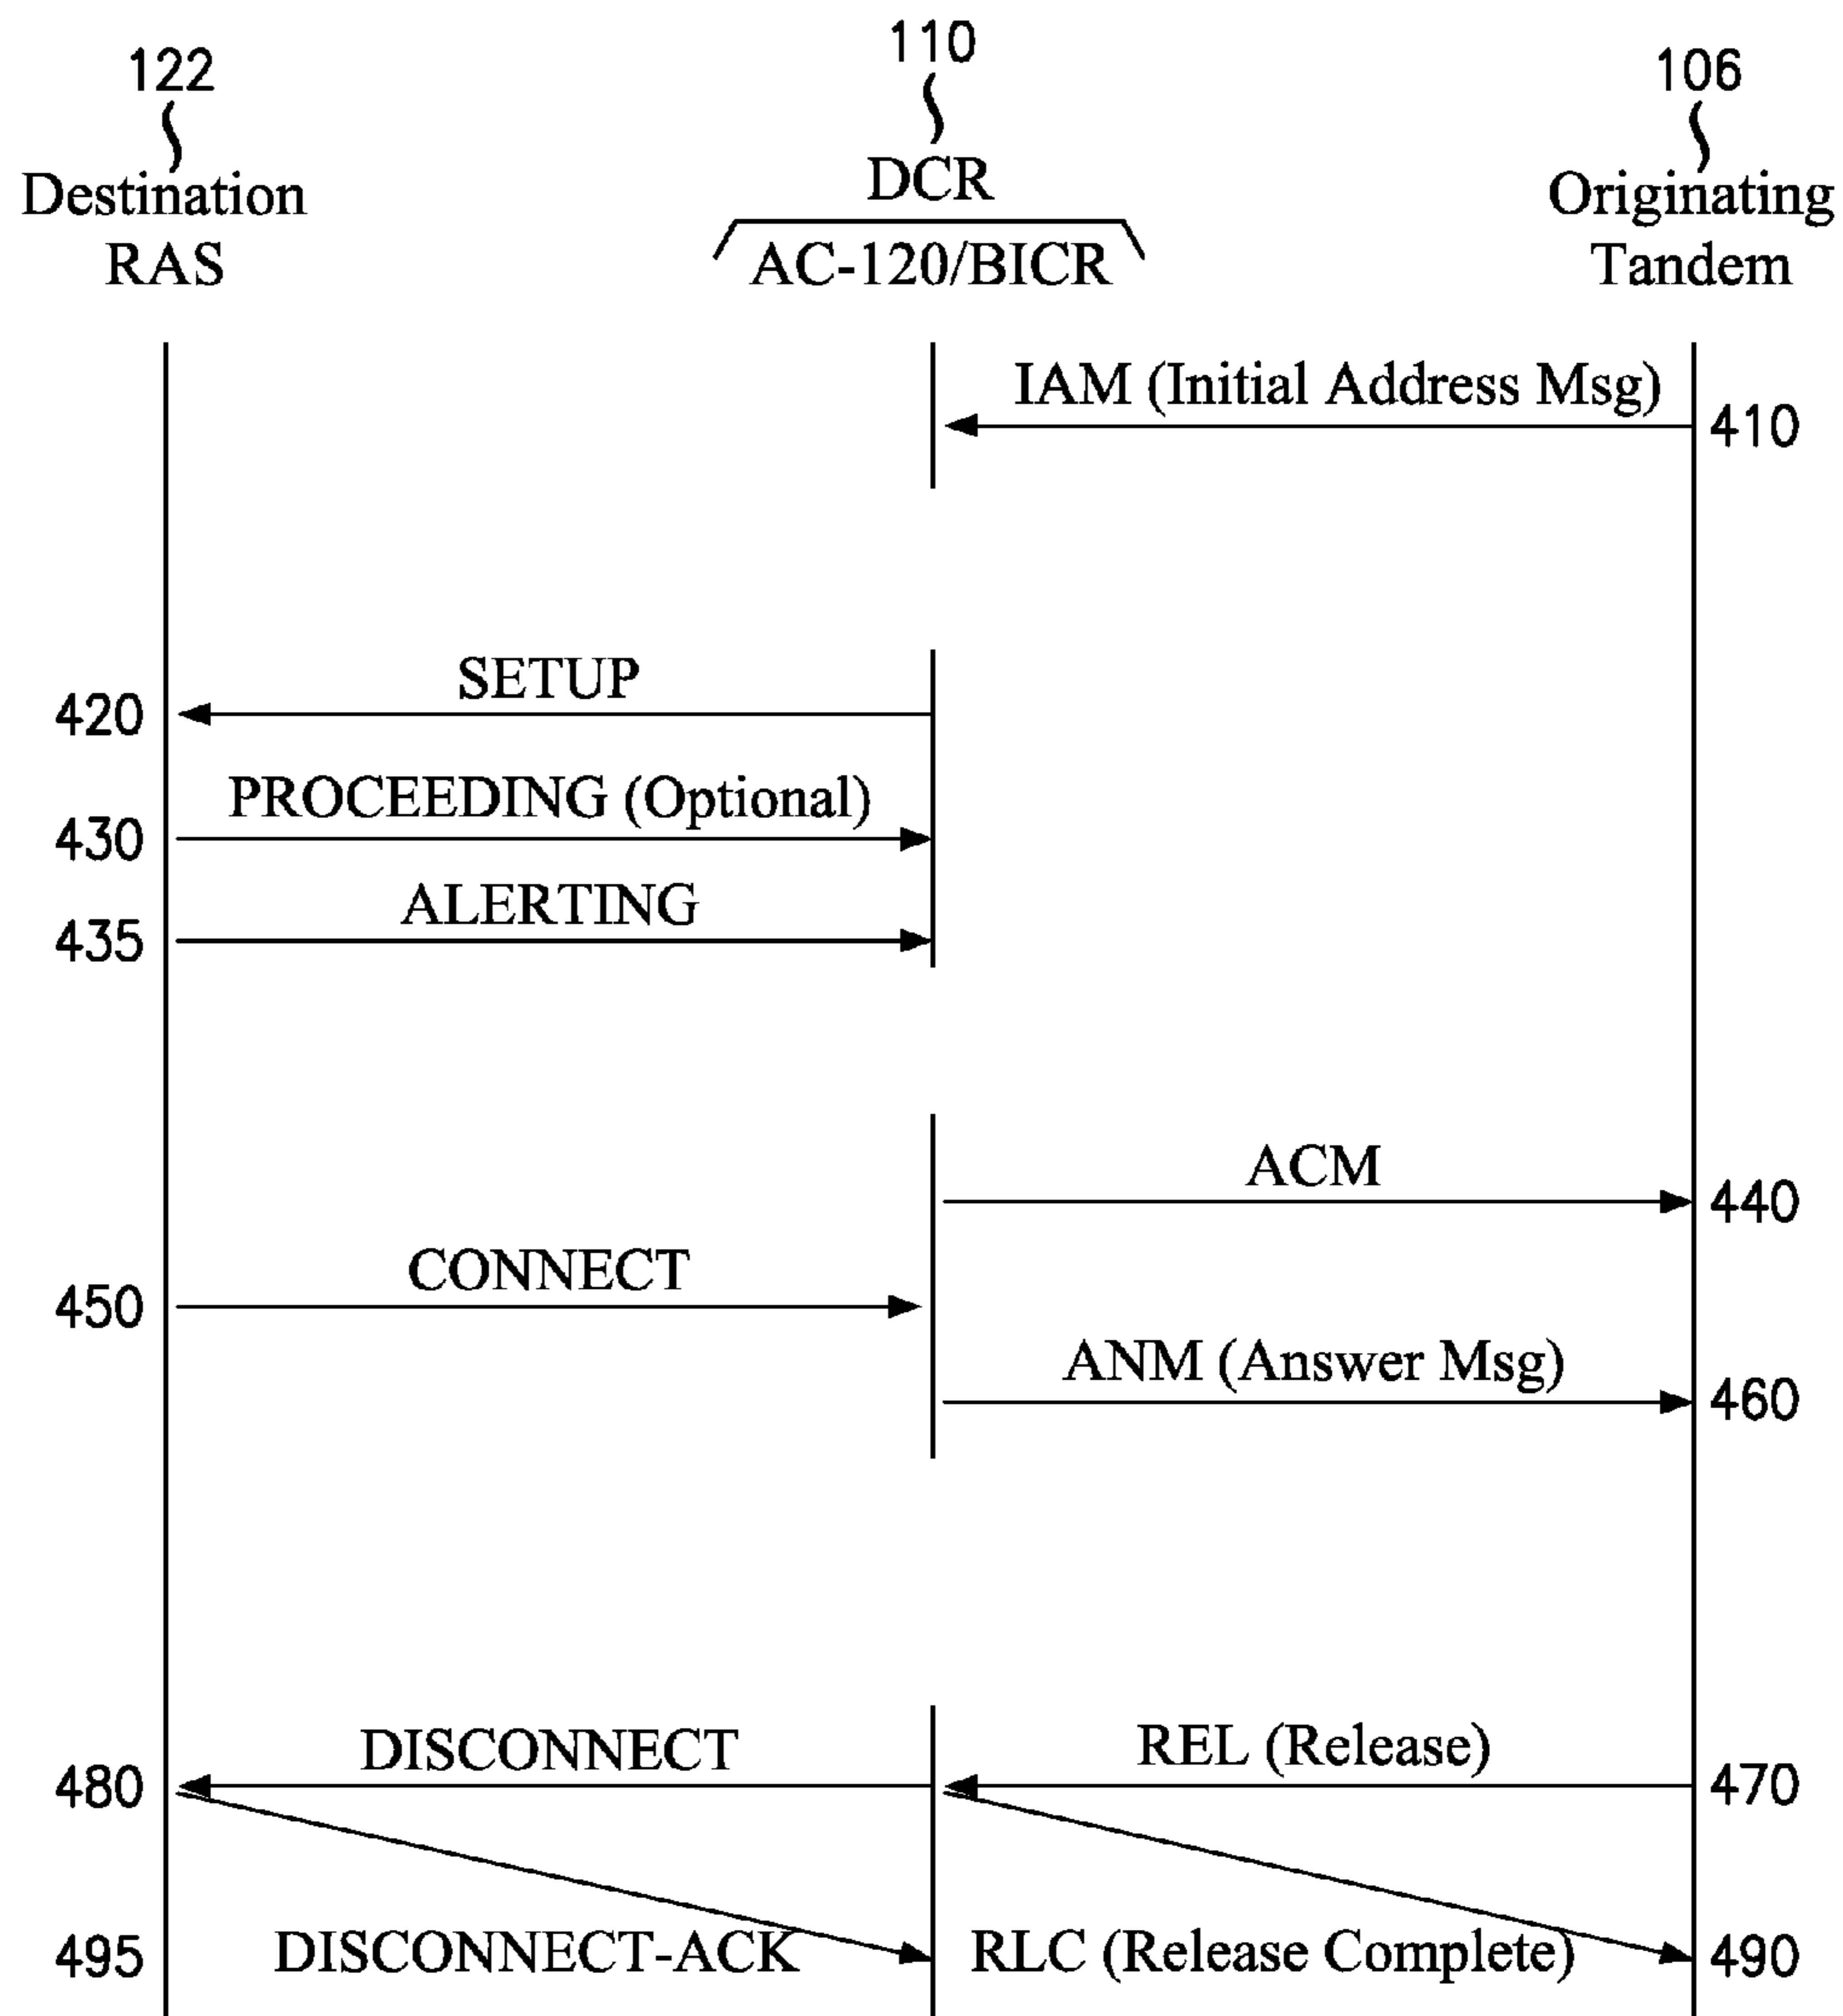 122
110
106
Destination
RAS
DCR
AC-120/BICR
Originating
Tandem
IAM (Initial Address Msg)
410
SETUP
420
PROCEEDING (Optional)
430
ALERTING
435
ACM
440
CONNECT
450
ANM (Answer Msg)
460
DISCONNECT
REL (Release)
480
470
495
DISCONNECT-ACK
RLC (Release Complete)
490